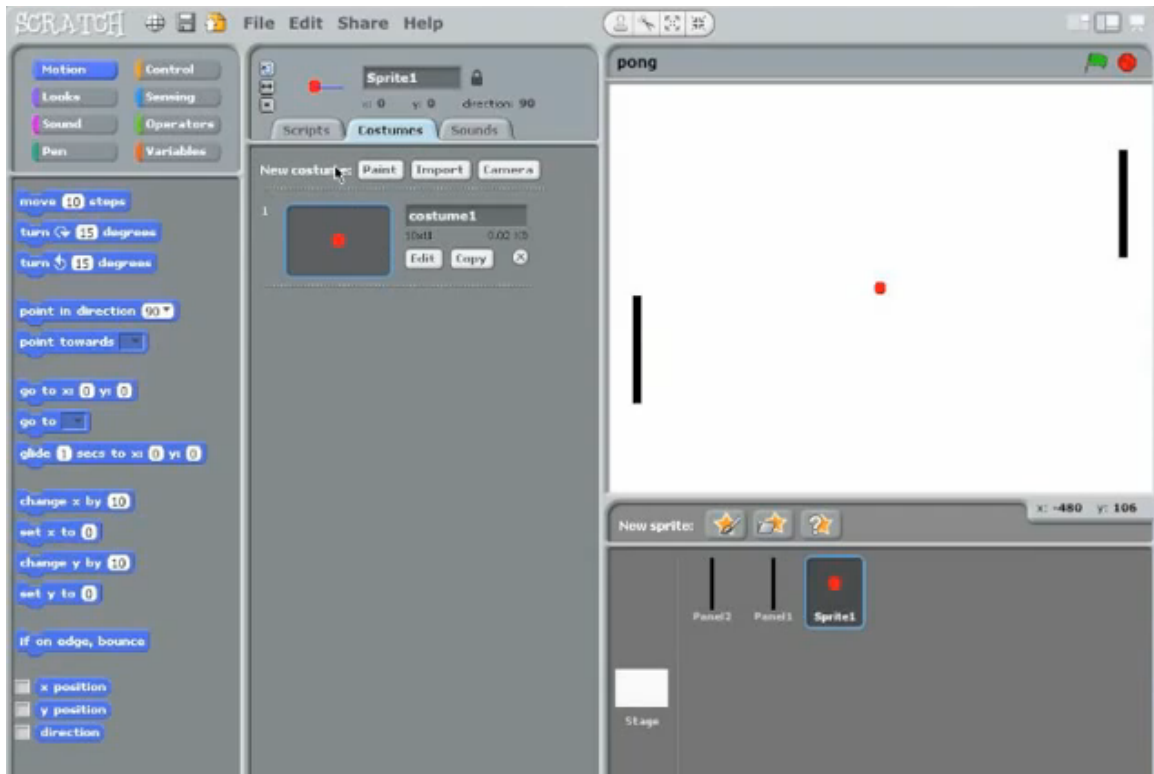 SCRATCH File Edit Share Help
Motion Control
Looks Sensing
Sound Operators
Pen Variables
move 10 steps
turn 15 degrees
turn 15 degrees
point in direction 90
point towards
go to x: 0 y: 0
go to
glide 1 secs to x: 0 y: 0
change x by 10
set x to 0
change y by 10
set y to 0
if on edge, bounce
x position
y position
direction
Sprite1
x: 0 y: 0 direction: 90
Scripts Costumes Sounds
New costume: Paint Import Camera
1
costume1
0.02 KB
Edit Copy
pong
x: -480 y: 106
New sprite:
Panel2 Panel1 Sprite1
Stage